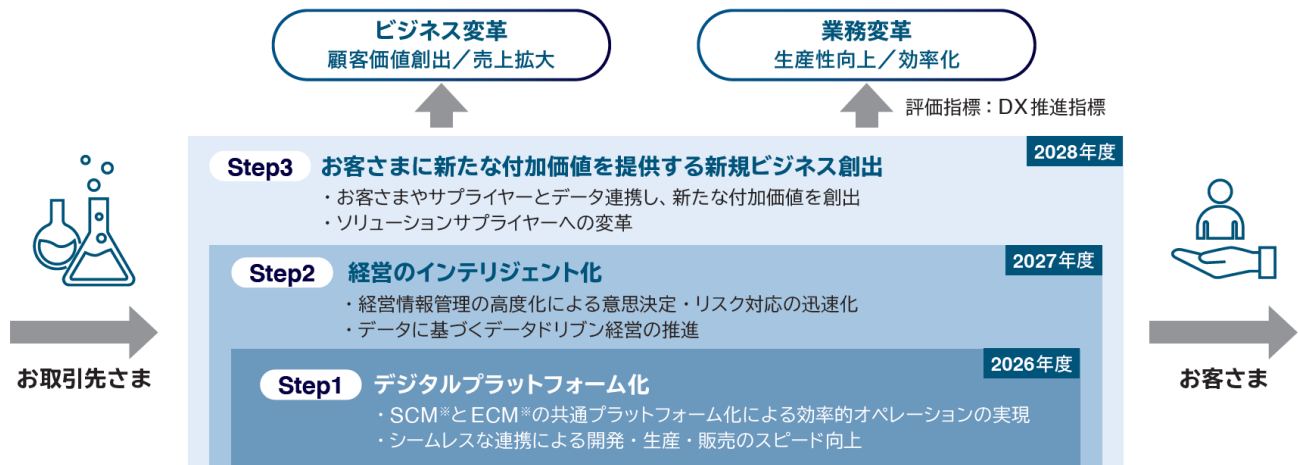 ビジネス変革
顧客価値創出／売上拡大
業務変革
生産性向上／効率化
評価指標：DX推進指標
2028年度
Step3 お客さまに新たな付加価値を提供する新規ビジネス創出
・お客さまやサプライヤーとデータ連携し、新たな付加価値を創出
・ソリューションサプライヤーへの変革
2027年度
Step2 経営のインテリジェント化
・経営情報管理の高度化による意思決定・リスク対応の迅速化
・データに基づくデータドリブン経営の推進
2026年度
Step1 デジタルプラットフォーム化
・SCM※とECM※の共通プラットフォーム化による効率的オペレーションの実現
・シームレスな連携による開発・生産・販売のスピード向上
お取引先さま
お客さま